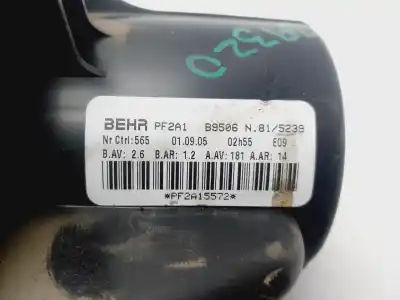 BEHR PF2A1 B9506 N.81/5239
Nr Ctrl:565 01.09.05 02h55 E09
B.AV: 2.6 B.AR: 1.2 A.AV: 181 A.AR: 14
*PF2A15572*